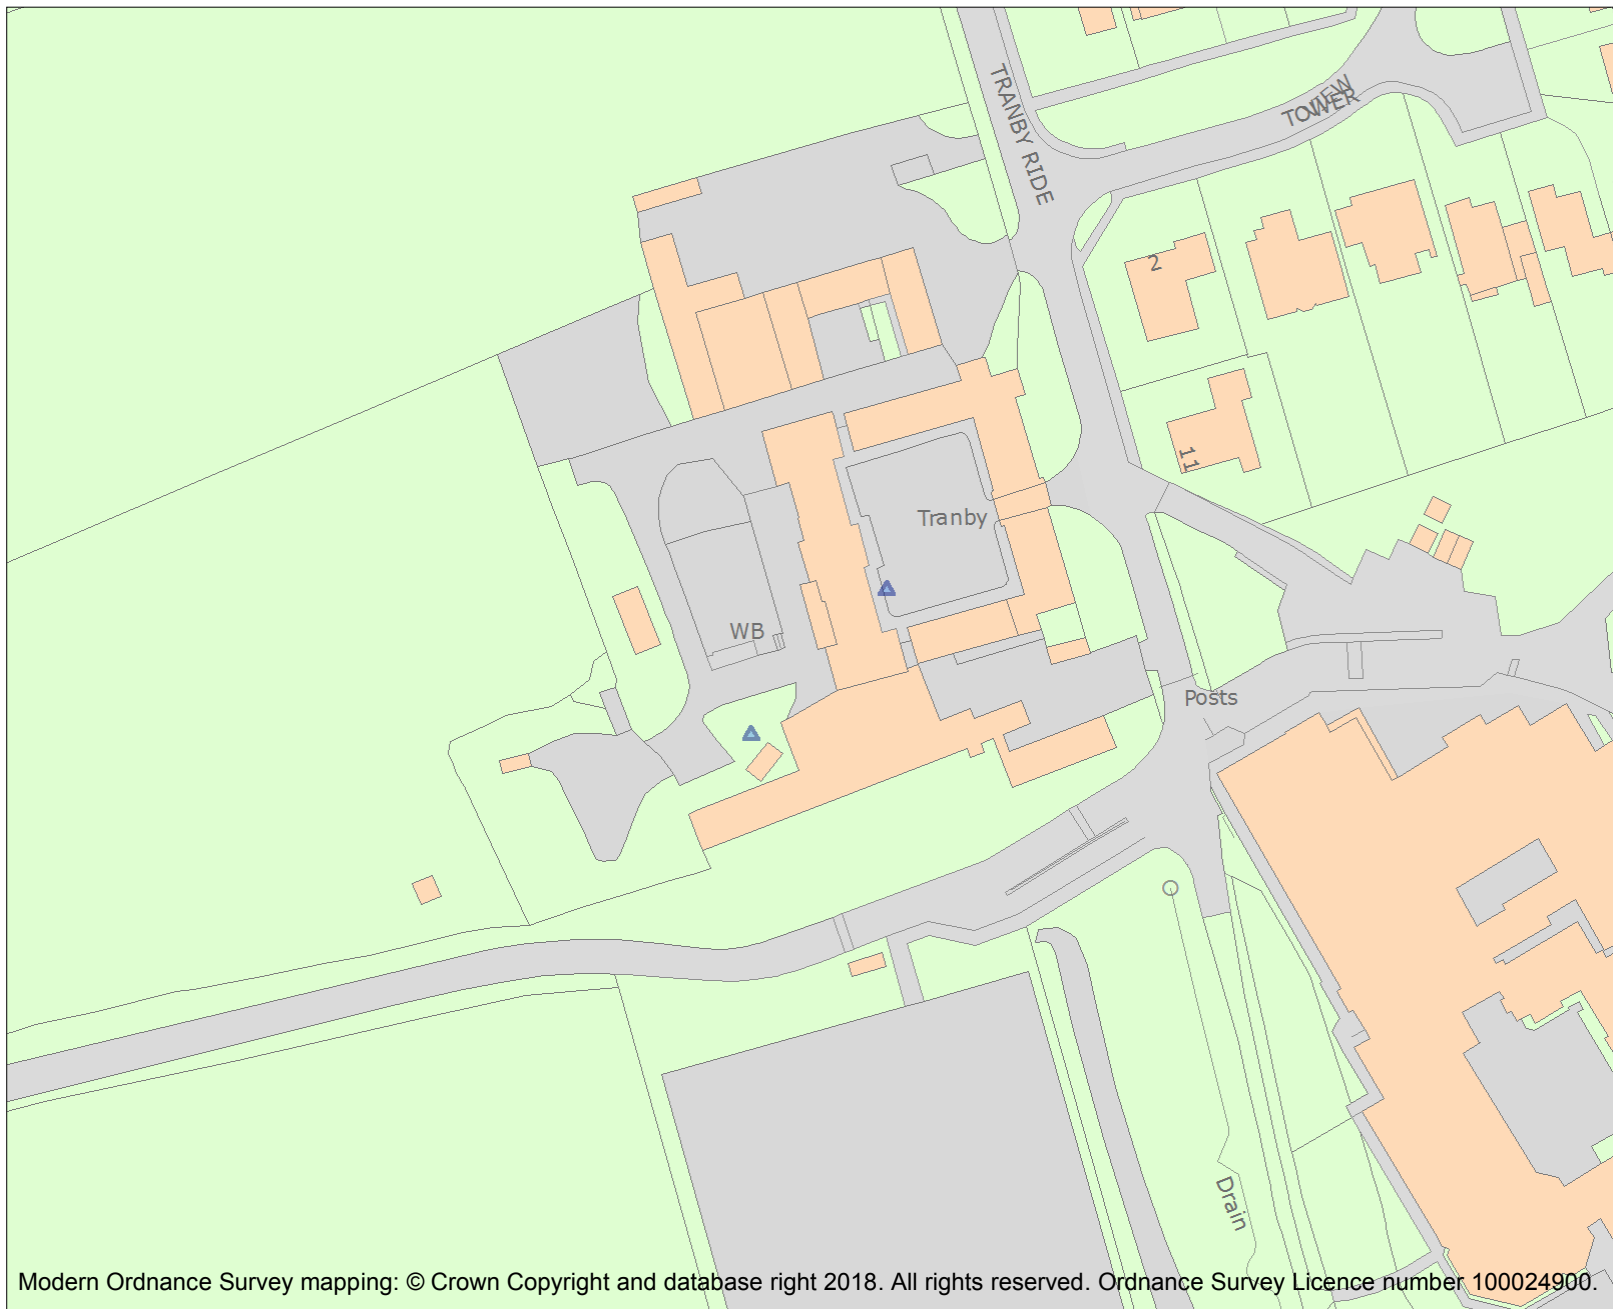 TRANBY RIDE
TOWER
VIEW
2
11
Tranby
WB
Posts
Drain
Modern Ordnance Survey mapping: © Crown Copyright and database right 2018. All rights reserved. Ordnance Survey Licence number 100024900.